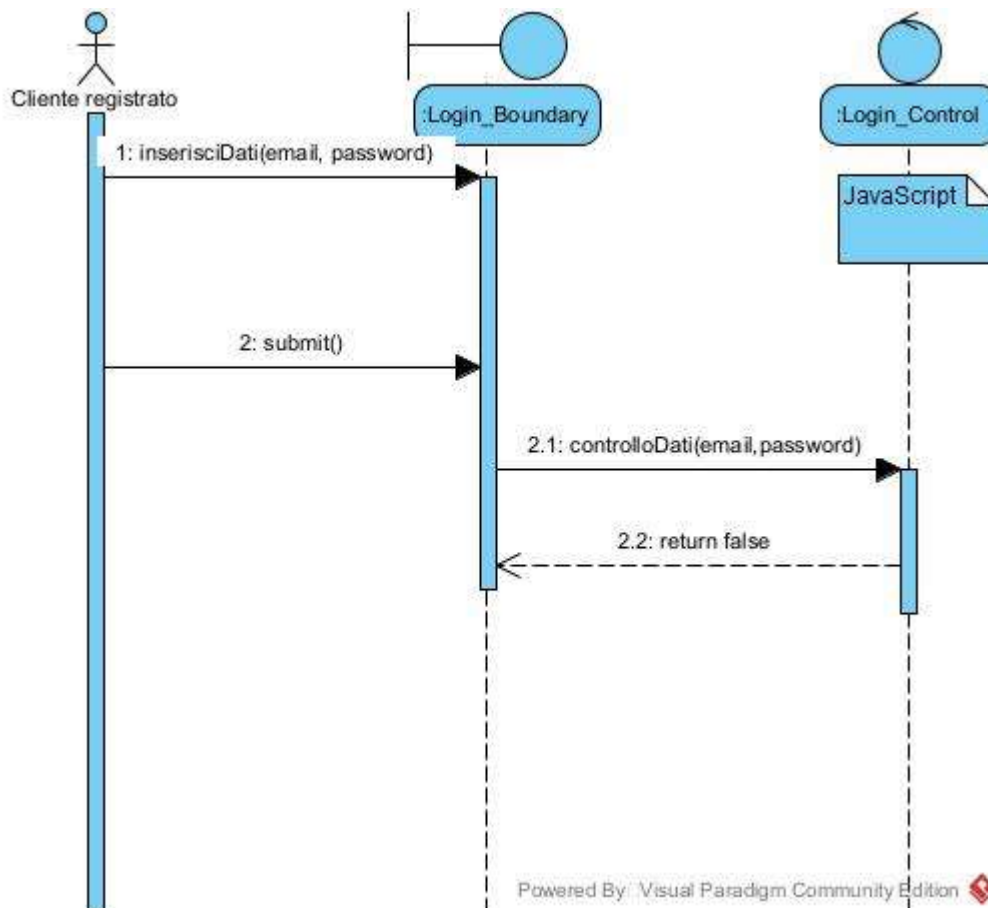 Cliente registrato
:Login_Boundary
:Login_Control
1: inserisciDati(email, password)
JavaScript
2: submit()
2.1: controlloDati(email,password)
2.2: return false
Powered By Visual Paradigm Community Edition